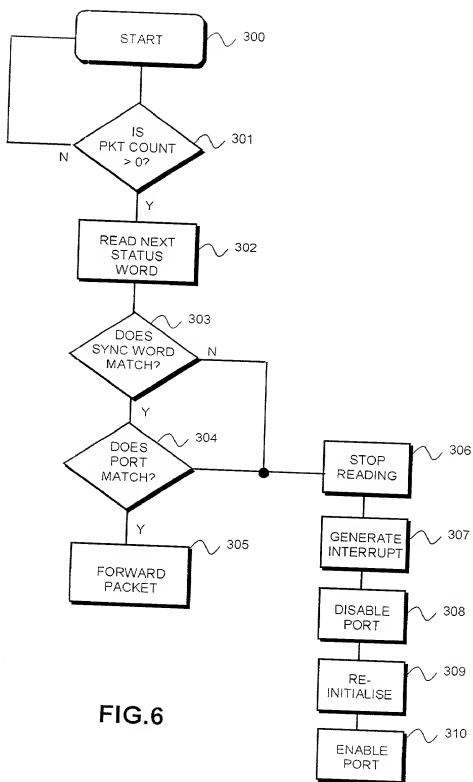 START
300
IS
PKT COUNT
> 0?
301
N
Y
READ NEXT
STATUS
WORD
302
303
DOES
SYNC WORD
MATCH?
N
Y
304
DOES
PORT
MATCH?
Y
305
FORWARD
PACKET
STOP
READING
306
GENERATE
INTERRUPT
307
DISABLE
PORT
308
RE-
INITIALISE
309
ENABLE
PORT
310
FIG.6